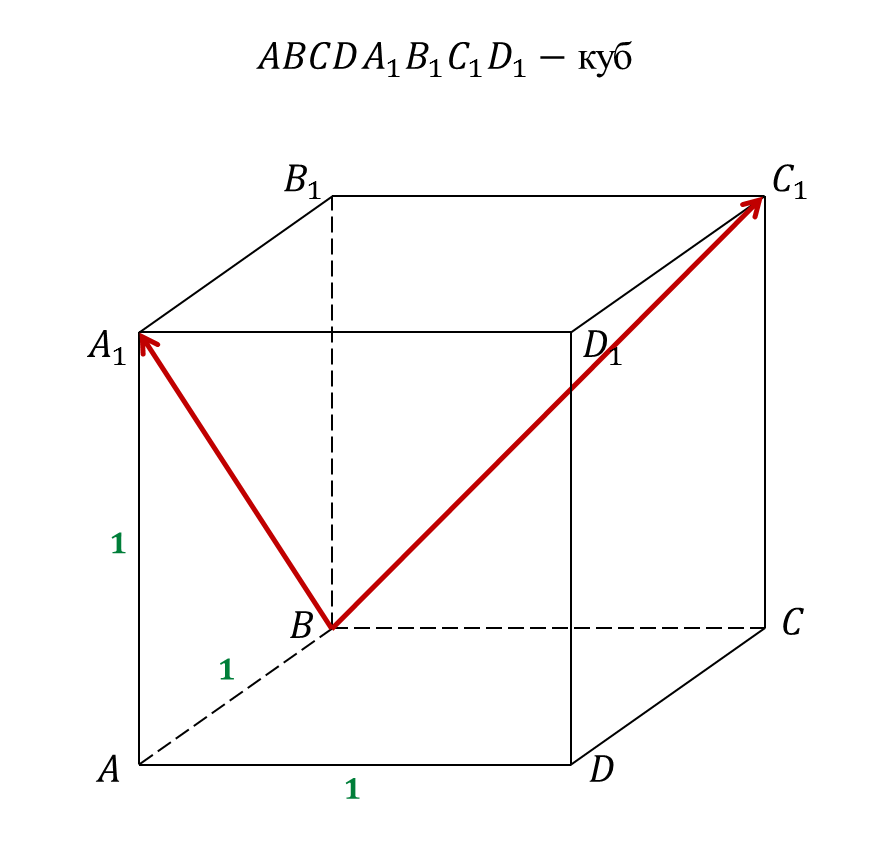 ABCDA₁B₁C₁D₁ – куб
B₁
C₁
A₁
D₁
1
B
C
1
A
D
1